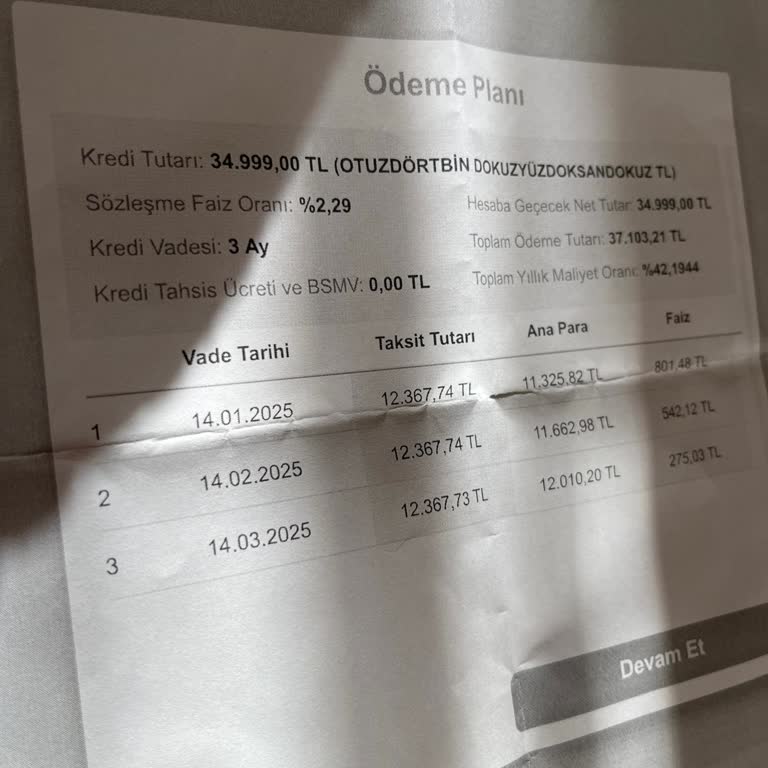 Ödeme Planı
Kredi Tutarı: 34.999,00 TL (OTUZDÖRTBİN DOKUZYÜZDOKSANDOKUZ TL)
Sözleşme Faiz Oranı: %2,29 Hesaba Geçecek Net Tutar: 34.999,00 TL
Kredi Vadesi: 3 Ay Toplam Ödeme Tutarı: 37.103,21 TL
Kredi Tahsis Ücreti ve BSMV: 0,00 TL Toplam Yıllık Maliyet Oranı: %42,1944
Vade Tarihi Taksit Tutarı Ana Para Faiz
1 14.01.2025 12.367,74 TL 11.325,82 TL 801,48 TL
2 14.02.2025 12.367,74 TL 11.662,98 TL 542,12 TL
3 14.03.2025 12.367,73 TL 12.010,20 TL 275,03 TL
Devam Et